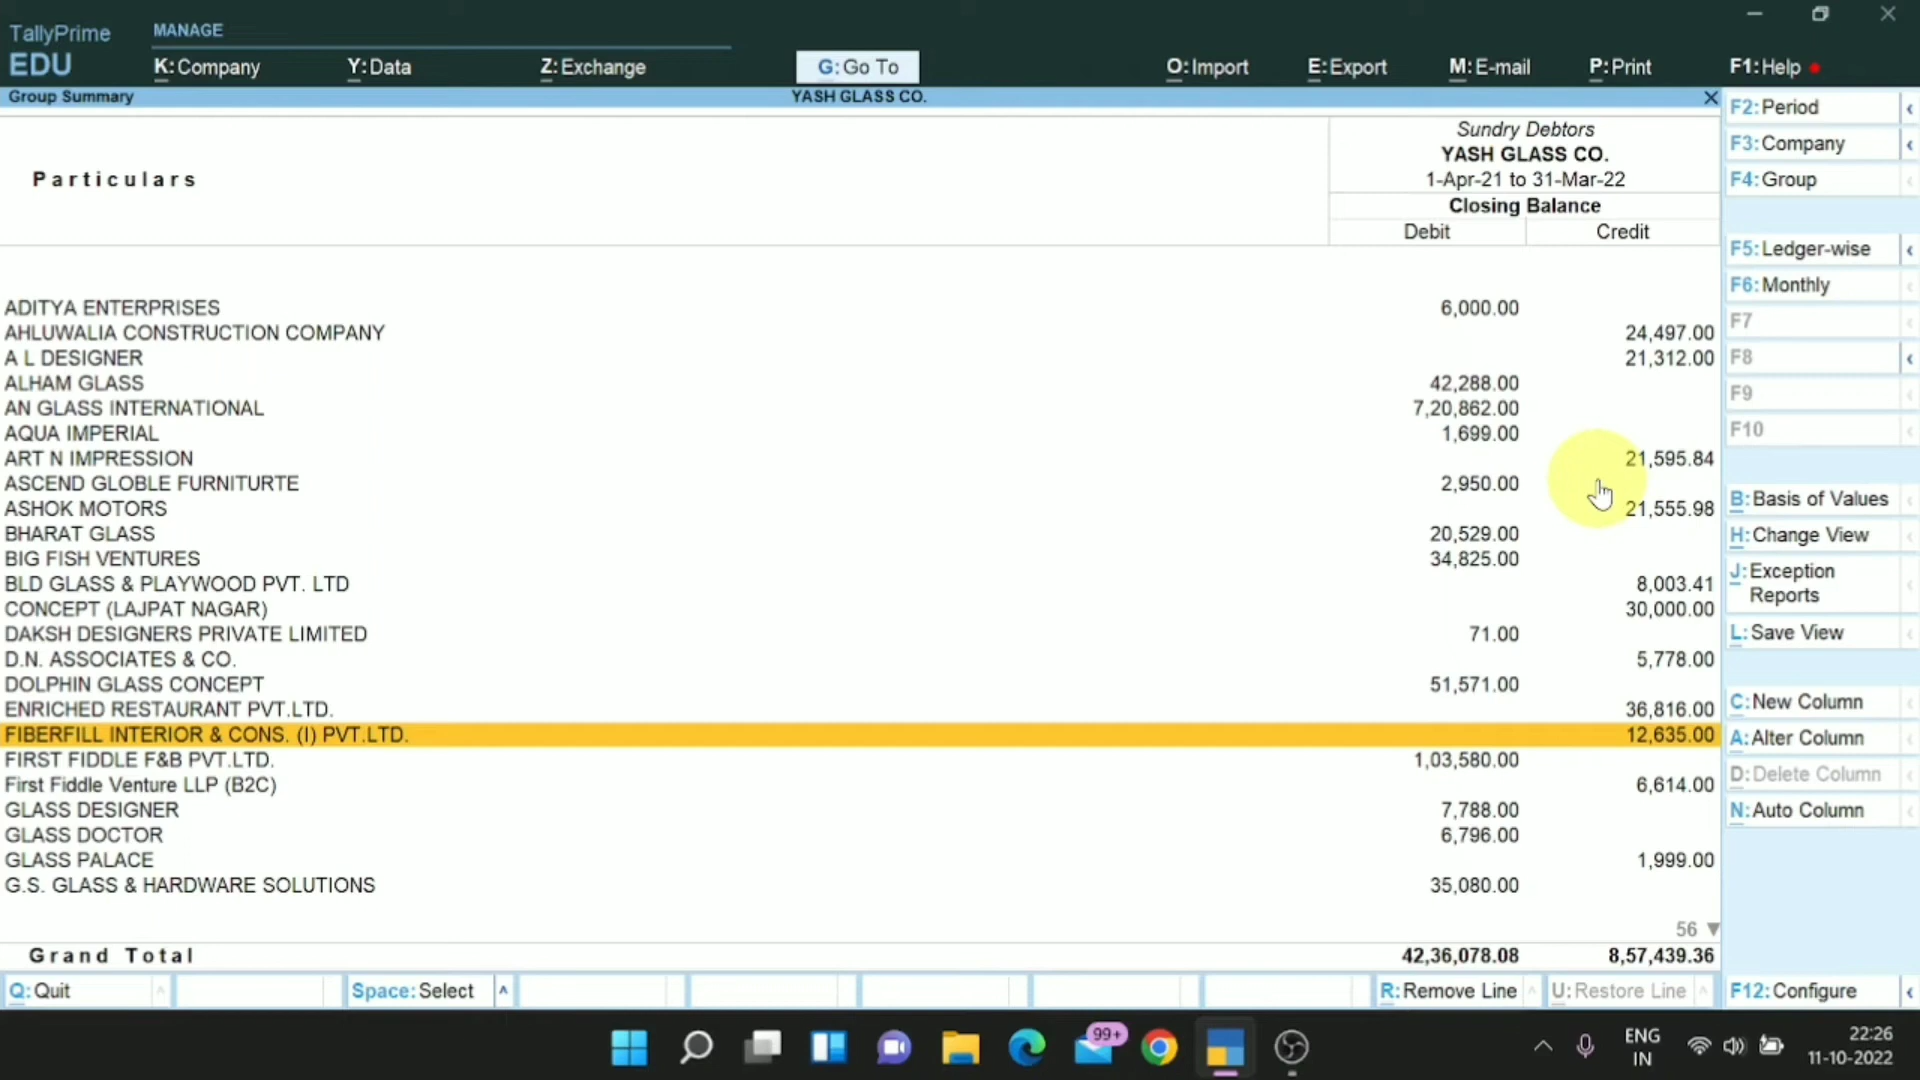 TallyPrime
EDU
MANAGE
K:Company
Y:Data
Z:Exchange
G:Go To
O:Import
E:Export
M:E-mail
P:Print
F1:Help
Group Summary
YASH GLASS CO.
Particulars
Sundry Debtors
YASH GLASS CO.
1-Apr-21 to 31-Mar-22
Closing Balance
Debit Credit
ADITYA ENTERPRISES 6,000.00
AHLUWALIA CONSTRUCTION COMPANY 24,497.00
A L DESIGNER 21,312.00
ALHAM GLASS 42,288.00
AN GLASS INTERNATIONAL 7,20,862.00
AQUA IMPERIAL 1,699.00
ART N IMPRESSION 21,595.84
ASCEND GLOBLE FURNITURTE 2,950.00
ASHOK MOTORS 21,555.98
BHARAT GLASS 20,529.00
BIG FISH VENTURES 34,825.00
BLD GLASS & PLAYWOOD PVT. LTD 8,003.41
CONCEPT (LAJPAT NAGAR) 30,000.00
DAKSH DESIGNERS PRIVATE LIMITED 71.00
D.N. ASSOCIATES & CO. 5,778.00
DOLPHIN GLASS CONCEPT 51,571.00
ENRICHED RESTAURANT PVT.LTD. 36,816.00
FIBERFILL INTERIOR & CONS. (I) PVT.LTD. 12,635.00
FIRST FIDDLE F&B PVT.LTD. 1,03,580.00
First Fiddle Venture LLP (B2C) 6,614.00
GLASS DESIGNER 7,788.00
GLASS DOCTOR 6,796.00
GLASS PALACE 1,999.00
G.S. GLASS & HARDWARE SOLUTIONS 35,080.00
56
Grand Total 42,36,078.08 8,57,439.36
Q:Quit
Space:Select
R:Remove Line
U:Restore Line
F2:Period
F3:Company
F4:Group
F5:Ledger-wise
F6:Monthly
F7
F8
F9
F10
B:Basis of Values
H:Change View
J:Exception
Reports
L:Save View
C:New Column
A:Alter Column
D:Delete Column
N:Auto Column
F12:Configure
99+
ENG
IN
22:26
11-10-2022